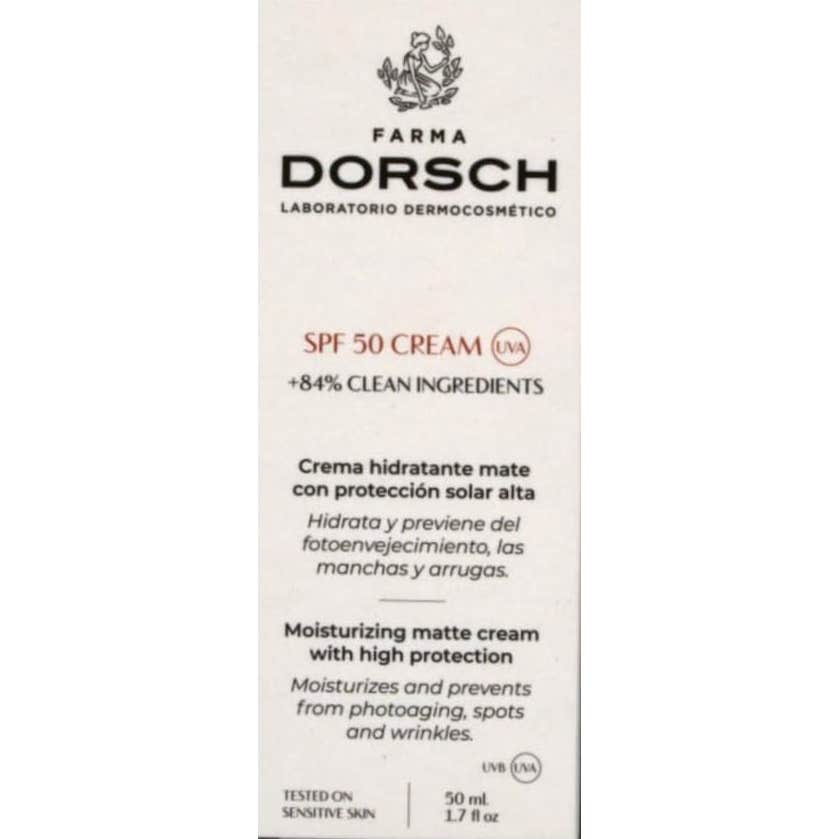 FARMA
DORSCH
LABORATORIO DERMOCOSMÉTICO
SPF 50 CREAM UVA
+84% CLEAN INGREDIENTS
Crema hidratante mate
con protección solar alta
Hidrata y previene del
fotoenvejecimiento, las
manchas y arrugas.
Moisturizing matte cream
with high protection
Moisturizes and prevents
from photoaging, spots
and wrinkles.
UVB UVA
TESTED ON
SENSITIVE SKIN
50 ml.
1.7 fl oz